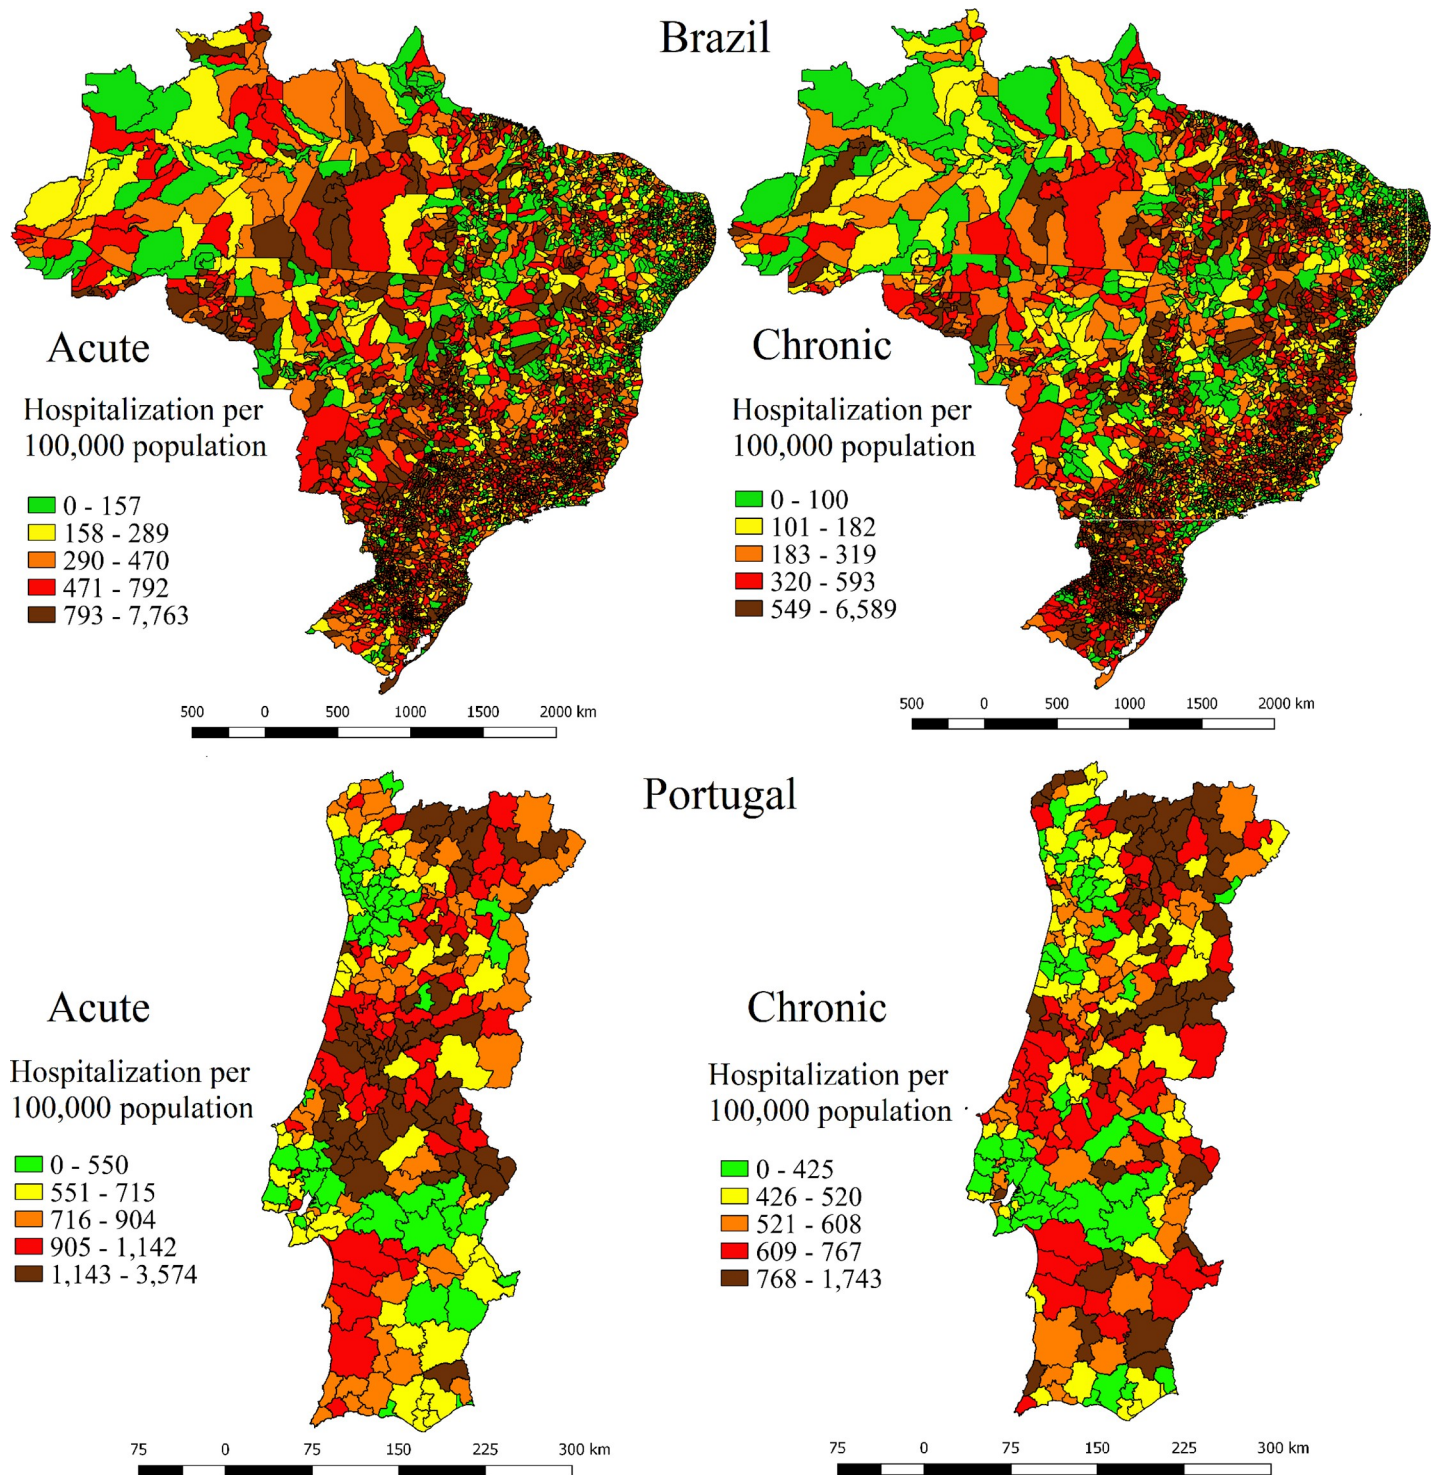 Brazil
Acute
Hospitalization per
100,000 population
0 - 157
158 - 289
290 - 470
471 - 792
793 - 7,763
500 0 500 1000 1500 2000 km
Chronic
Hospitalization per
100,000 population
0 - 100
101 - 182
183 - 319
320 - 593
549 - 6,589
500 0 500 1000 1500 2000 km
Portugal
Acute
Hospitalization per
100,000 population
0 - 550
551 - 715
716 - 904
905 - 1,142
1,143 - 3,574
75 0 75 150 225 300 km
Chronic
Hospitalization per
100,000 population
0 - 425
426 - 520
521 - 608
609 - 767
768 - 1,743
75 0 75 150 225 300 km